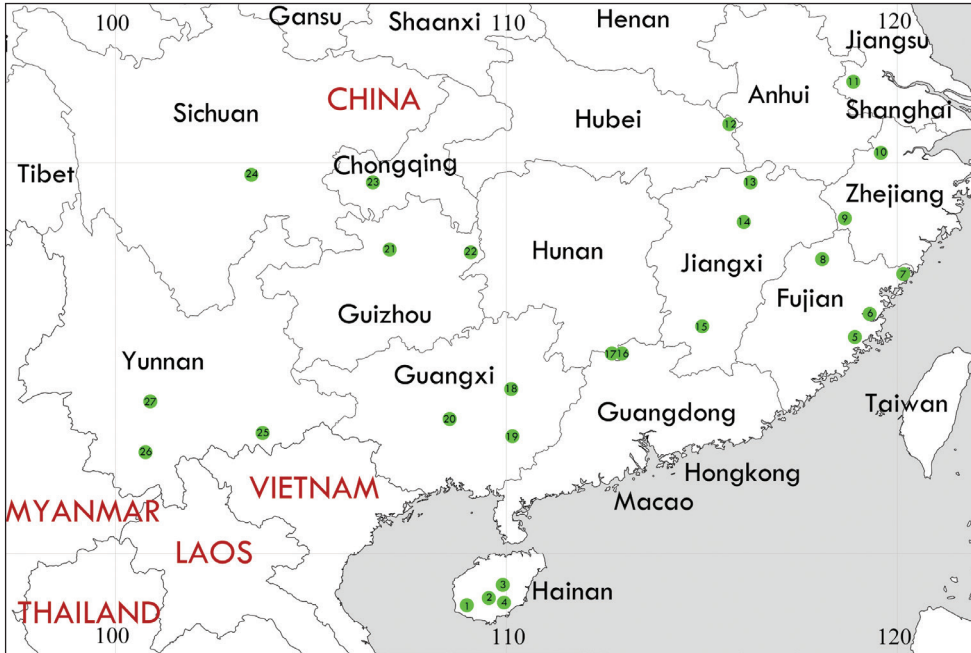 100
110
120
Gansu
Shaanxi
Henan
Jiangsu
Sichuan
CHINA
Anhui
11
Hubei
12
Shanghai
Tibet
24
Chongqing
23
13
10
Zhejiang
14
9
21
22
Hunan
Jiangxi
8
7
Guizhou
Fujian
6
15
5
Yunnan
17
16
Guangxi
18
27
20
19
Guangdong
Taiwan
25
26
Hongkong
VIETNAM
Macao
MYANMAR
LAOS
3
Hainan
2
1
4
THAILAND
100
110
120